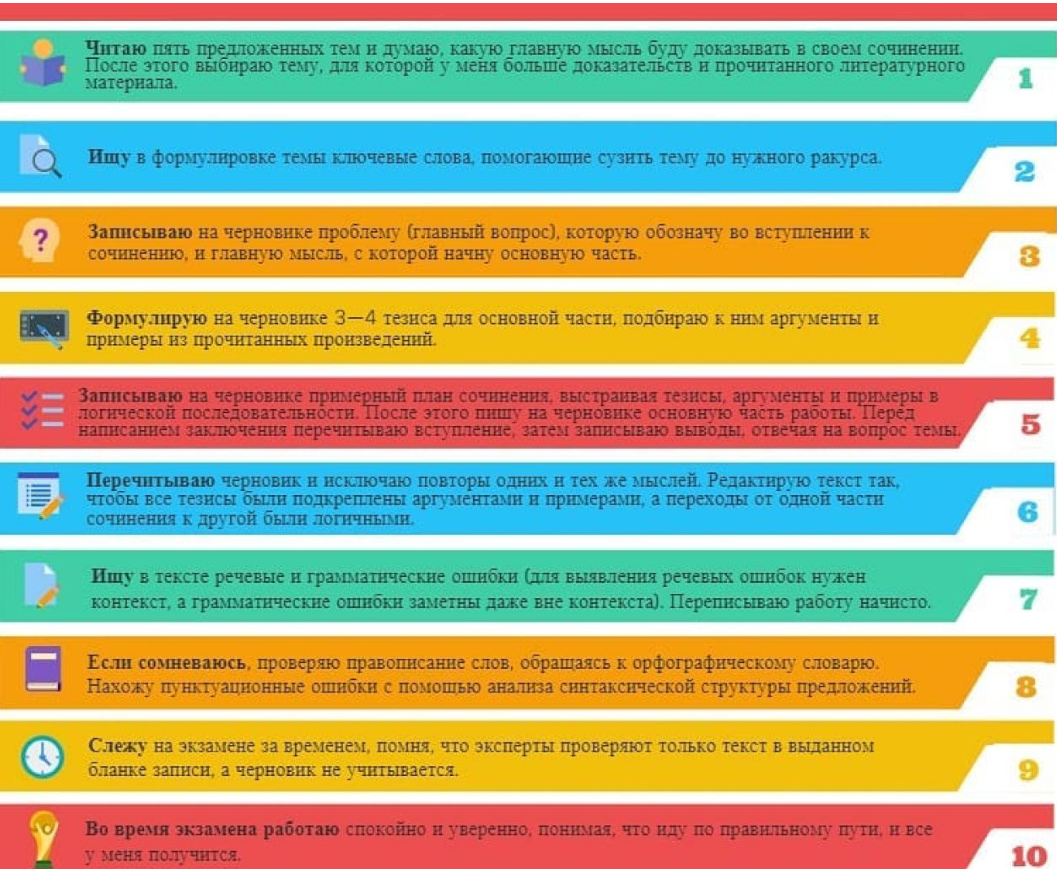 Читаю пять предложенных тем и думаю, какую главную мысль буду доказывать в своем сочинении.
После этого выбираю тему, для которой у меня больше доказательств и прочитанного литературного
материала.
1
Ищу в формулировке темы ключевые слова, помогающие сузить тему до нужного ракурса.
2
Записываю на черновике проблему (главный вопрос), которую обозначу во вступлении к
сочинению, и главную мысль, с которой начну основную часть.
3
Формулирую на черновике 3—4 тезиса для основной части, подбираю к ним аргументы и
примеры из прочитанных произведений.
4
Записываю на черновике примерный план сочинения, выстраивая тезисы, аргументы и примеры в
логической последовательности. После этого пишу на черновике основную часть работы. Перед
написанием заключения перечитываю вступление, затем записываю выводы, отвечая на вопрос темы.
5
Перечитываю черновик и исключаю повторы одних и тех же мыслей. Редактирую текст так,
чтобы все тезисы были подкреплены аргументами и примерами, а переходы от одной части
сочинения к другой были логичными.
6
Ищу в тексте речевые и грамматические ошибки (для выявления речевых ошибок нужен
контекст, а грамматические ошибки заметны даже вне контекста). Переписываю работу начисто.
7
Если сомневаюсь, проверяю правописание слов, обращаясь к орфографическому словарю.
Нахожу пунктуационные ошибки с помощью анализа синтаксической структуры предложений.
8
Слежу на экзамене за временем, помня, что эксперты проверяют только текст в выданном
бланке записи, а черновик не учитывается.
9
Во время экзамена работаю спокойно и уверенно, понимая, что иду по правильному пути, и все
у меня получится.
10